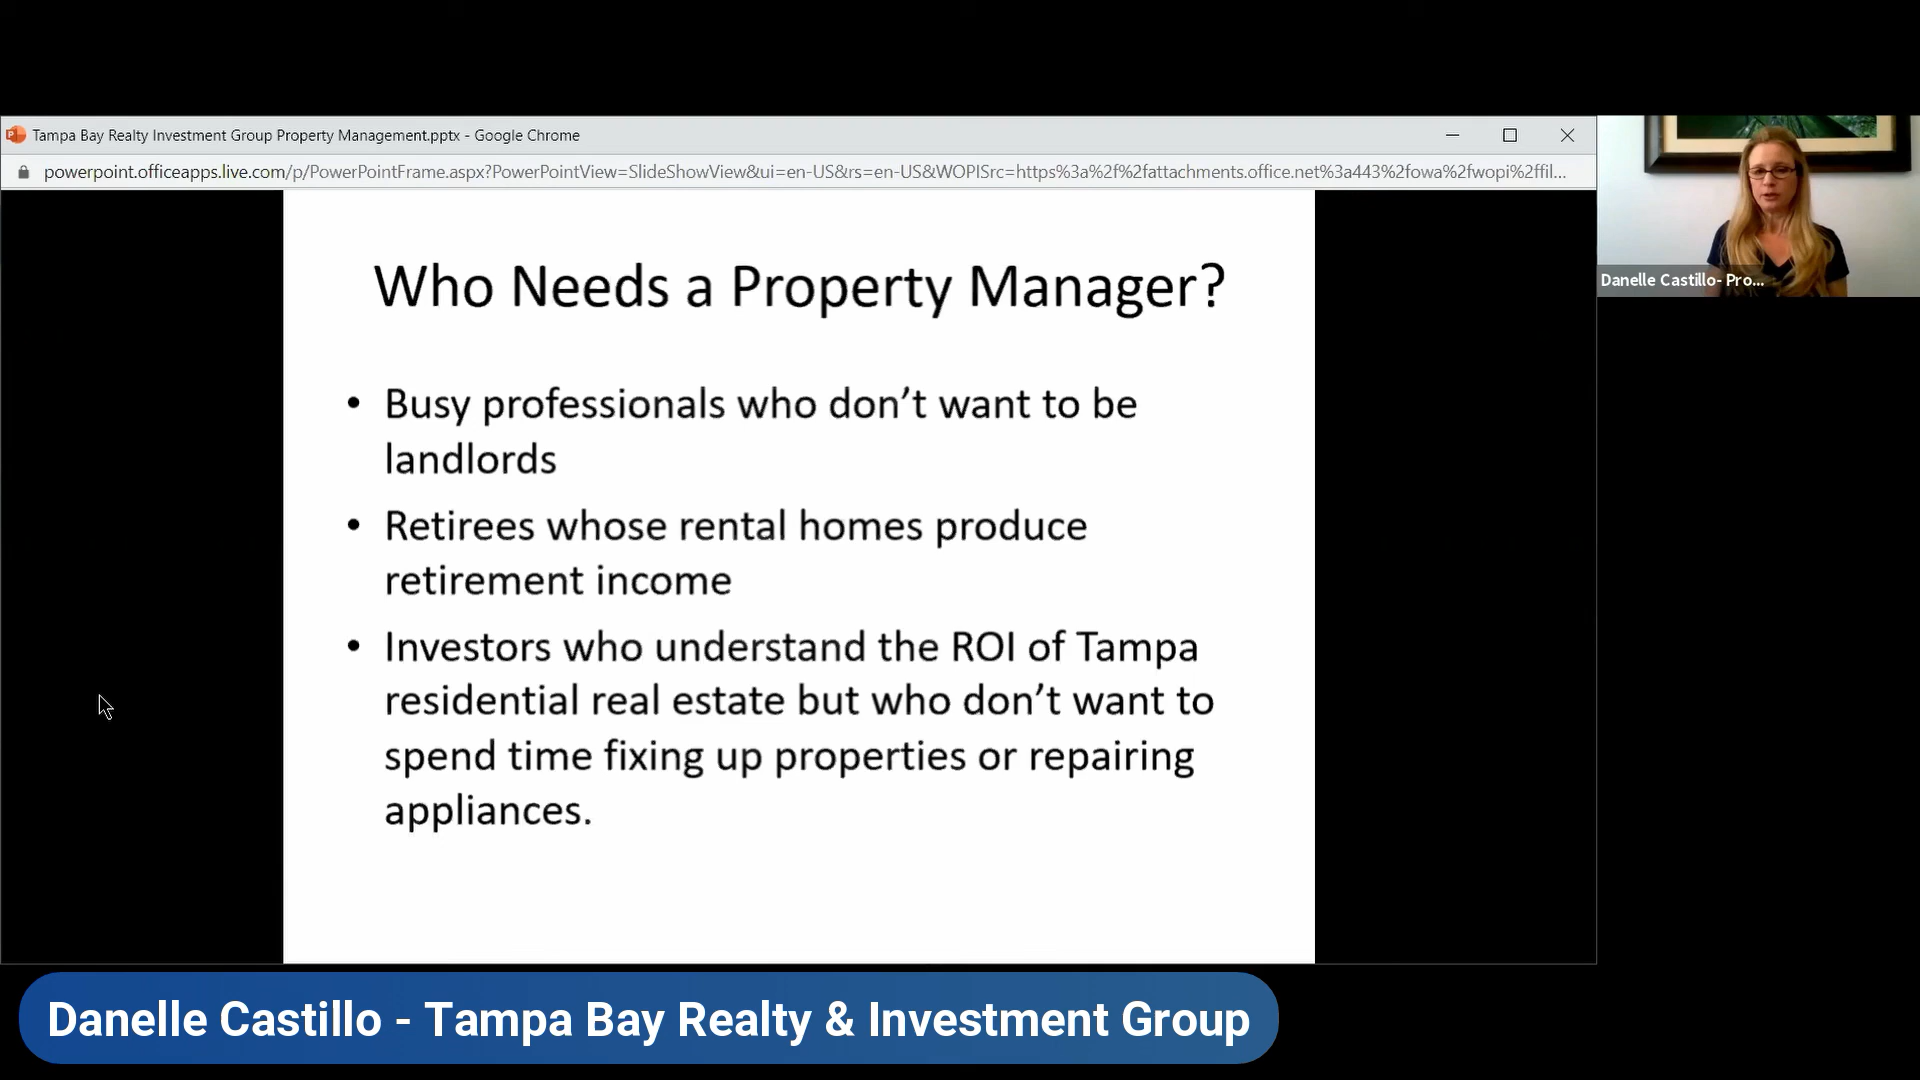 Tampa Bay Realty Investment Group Property Management.pptx - Google Chrome
powerpoint.officeapps.live.com/p/PowerPointFrame.aspx?PowerPointView=SlideShowView&ui=en-US&rs=en-US&WOPISrc=https%3a%2f%2fattachments.office.net%3a443%2fowa%2fwopi%2ffil...
Who Needs a Property Manager?
• Busy professionals who don’t want to be
landlords
• Retirees whose rental homes produce
retirement income
• Investors who understand the ROI of Tampa
residential real estate but who don’t want to
spend time fixing up properties or repairing
appliances.
Danelle Castillo- Pro...
Danelle Castillo - Tampa Bay Realty & Investment Group